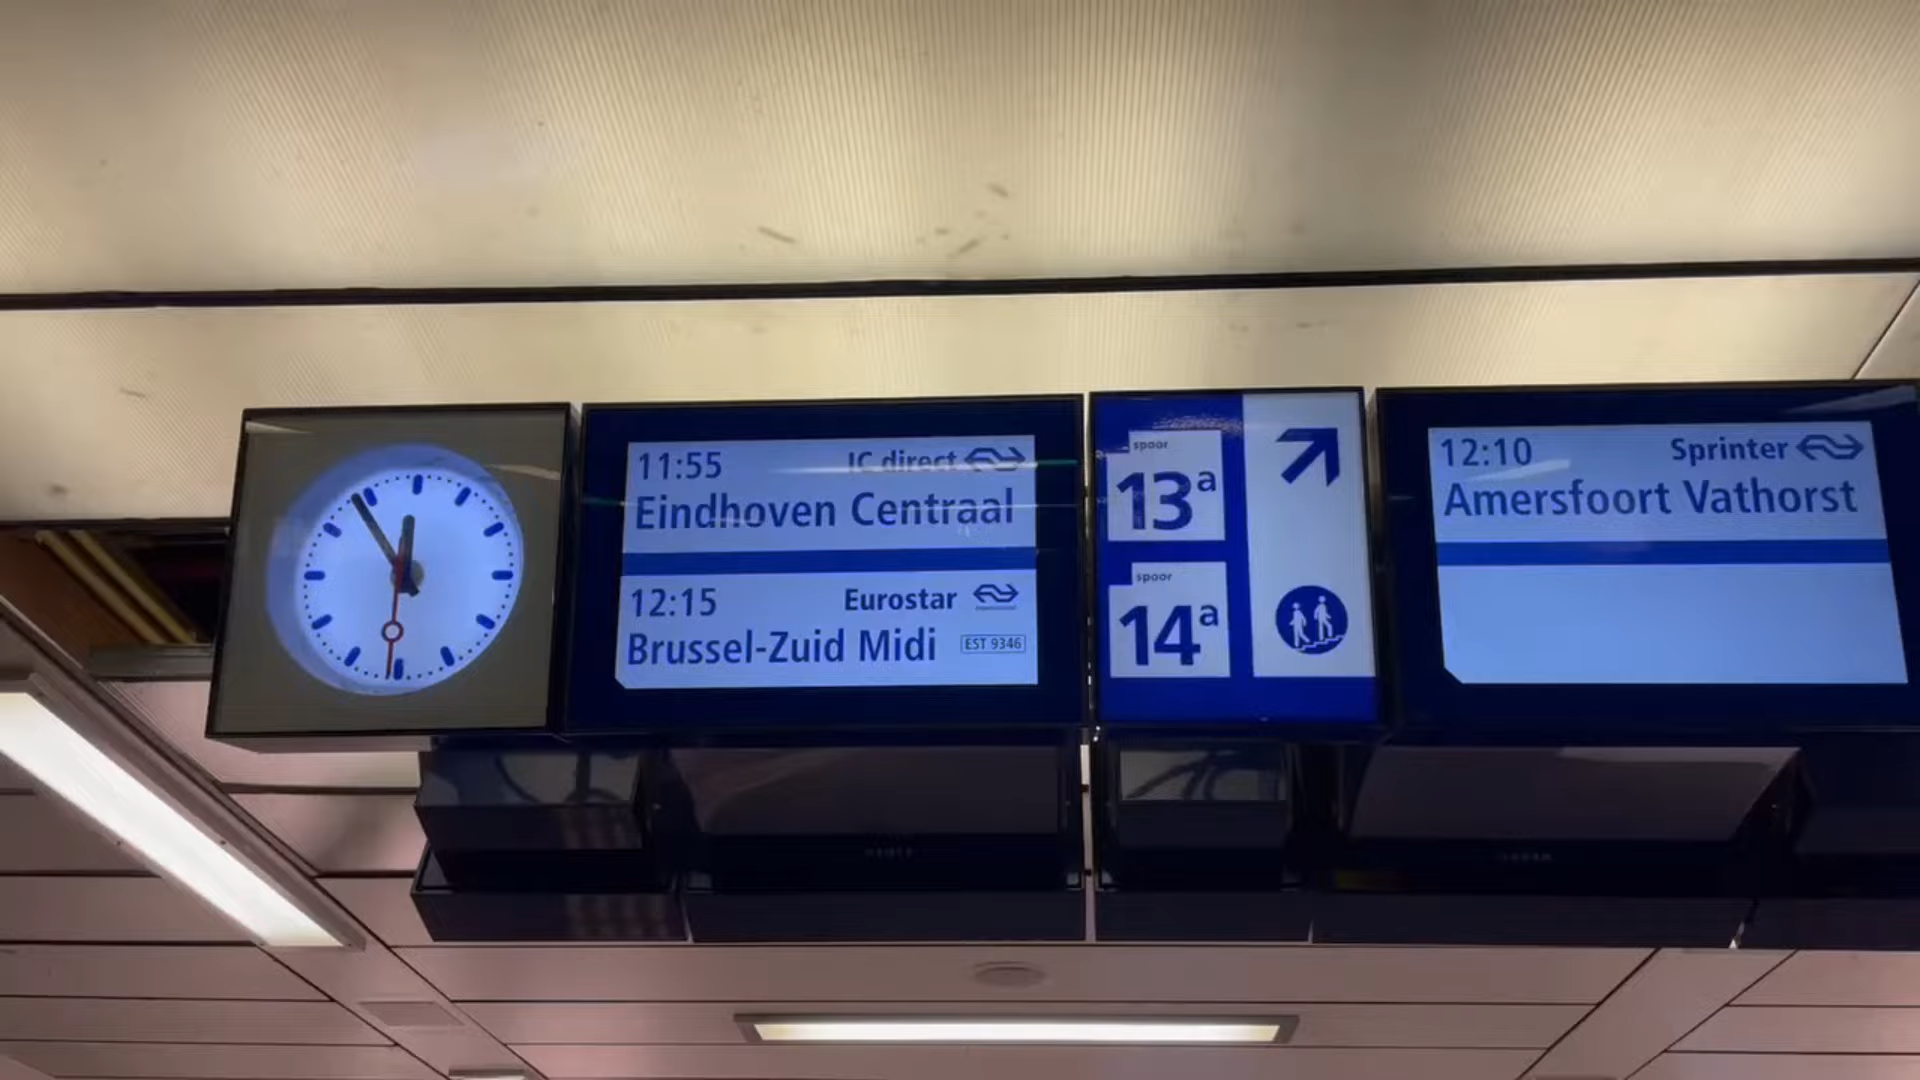 11:55 IC direct
Eindhoven Centraal
12:15 Eurostar
Brussel-Zuid Midi EST 9346
spoor
13a
spoor
14a
12:10 Sprinter
Amersfoort Vathorst